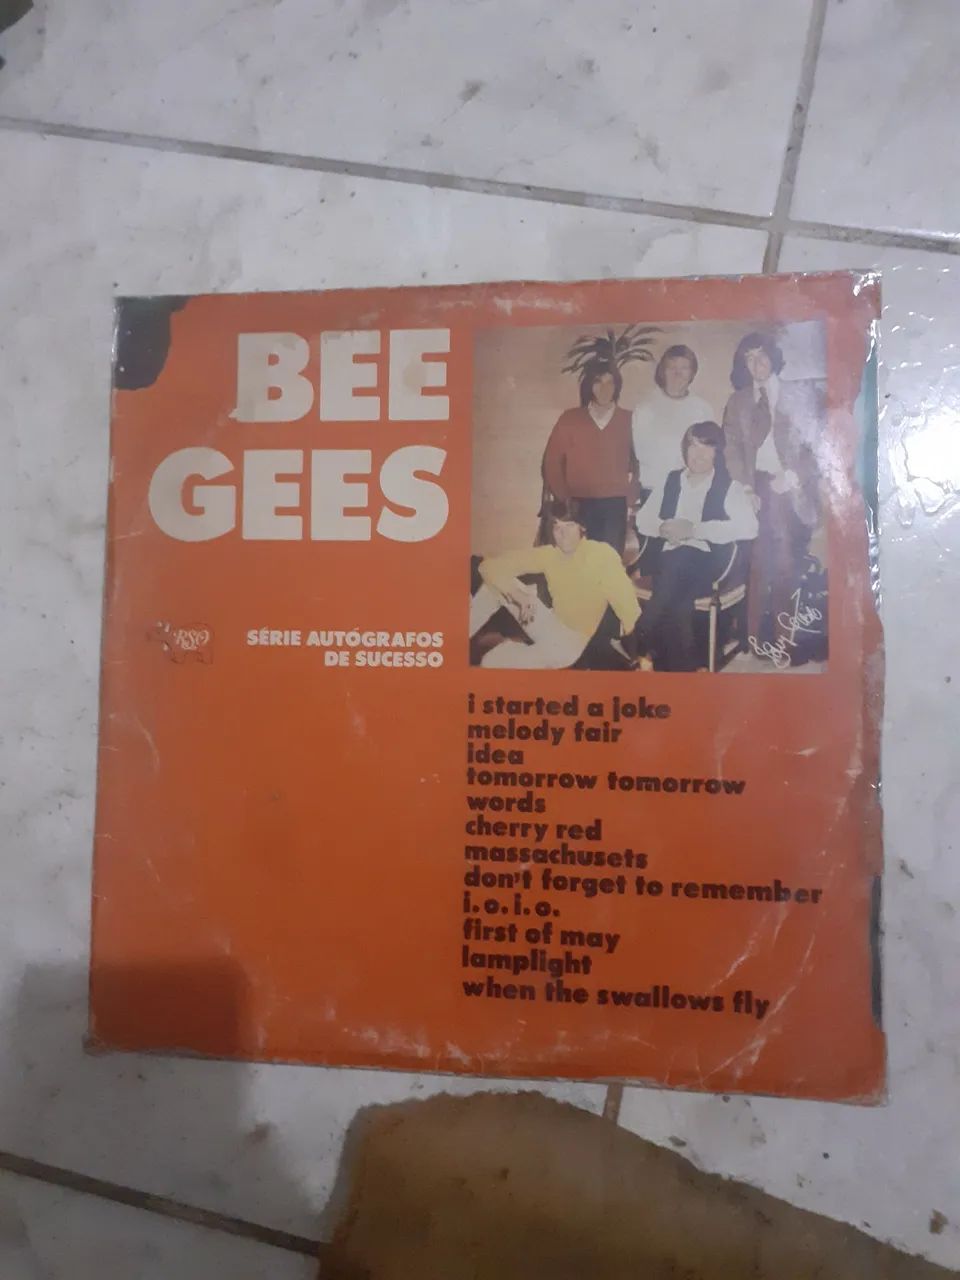 BEE
GEES
RSO
SÉRIE AUTÓGRAFOS
DE SUCESSO
i started a joke
melody fair
idea
tomorrow tomorrow
words
cherry red
massachusets
don't forget to remember
i.o.i.o.
first of may
lamplight
when the swallows fly